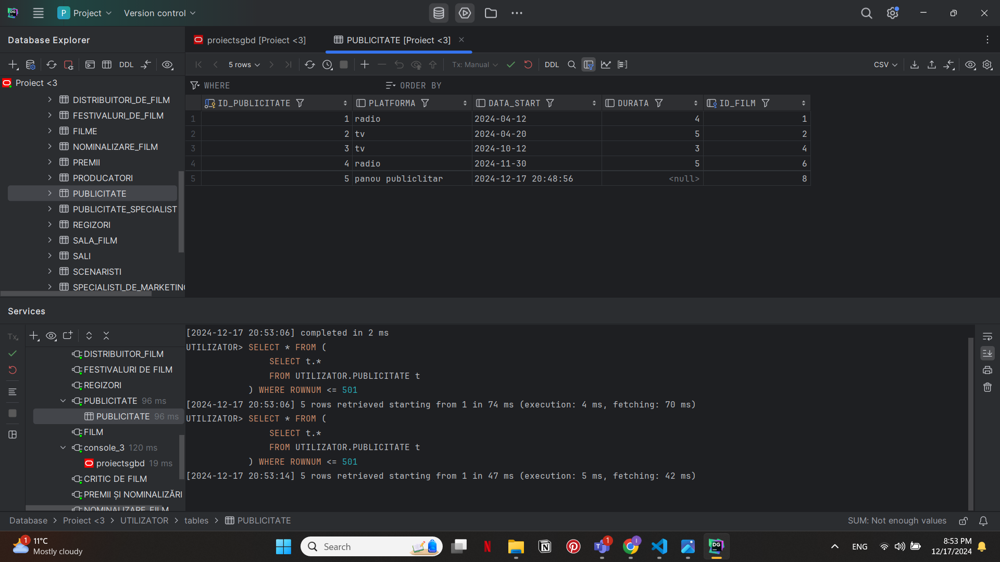 P Project Version control
Database Explorer
proiectsgbd [Proiect <3] PUBLICITATE [Proiect <3]
DDL 5 rows Tx: Manual DDL CSV
Proiect <3
WHERE ORDER BY
DISTRIBUITORI_DE_FILM
FESTIVALURI_DE_FILM
FILME
NOMINALIZARE_FILM
PREMII
PRODUCATORI
PUBLICITATE
PUBLICITATE_SPECIALIST
REGIZORI
SALA_FILM
SALI
SCENARISTI
SPECIALISTI_DE_MARKETING
ID_PUBLICITATE PLATFORMA DATA_START DURATA ID_FILM
1 1 radio 2024-04-12 4 1
2 2 tv 2024-04-20 5 2
3 3 tv 2024-10-12 3 4
4 4 radio 2024-11-30 5 6
5 5 panou publiclitar 2024-12-17 20:48:56 <null> 8
Services
Tx
DISTRIBUITOR_FILM
FESTIVALURI DE FILM
REGIZORI
PUBLICITATE 96 ms
PUBLICITATE 96 ms
FILM
console_3 120 ms
proiectsgbd 19 ms
CRITIC DE FILM
PREMII ȘI NOMINALIZĂRI
NOMINALIZARE_FILM
[2024-12-17 20:53:06] completed in 2 ms
UTILIZATOR> SELECT * FROM (
SELECT t.*
FROM UTILIZATOR.PUBLICITATE t
) WHERE ROWNUM <= 501
[2024-12-17 20:53:06] 5 rows retrieved starting from 1 in 74 ms (execution: 4 ms, fetching: 70 ms)
UTILIZATOR> SELECT * FROM (
SELECT t.*
FROM UTILIZATOR.PUBLICITATE t
) WHERE ROWNUM <= 501
[2024-12-17 20:53:14] 5 rows retrieved starting from 1 in 47 ms (execution: 5 ms, fetching: 42 ms)
Database > Proiect <3 > UTILIZATOR > tables > PUBLICITATE SUM: Not enough values
1 11°C
Mostly cloudy
Search
1
ENG
8:53 PM
12/17/2024